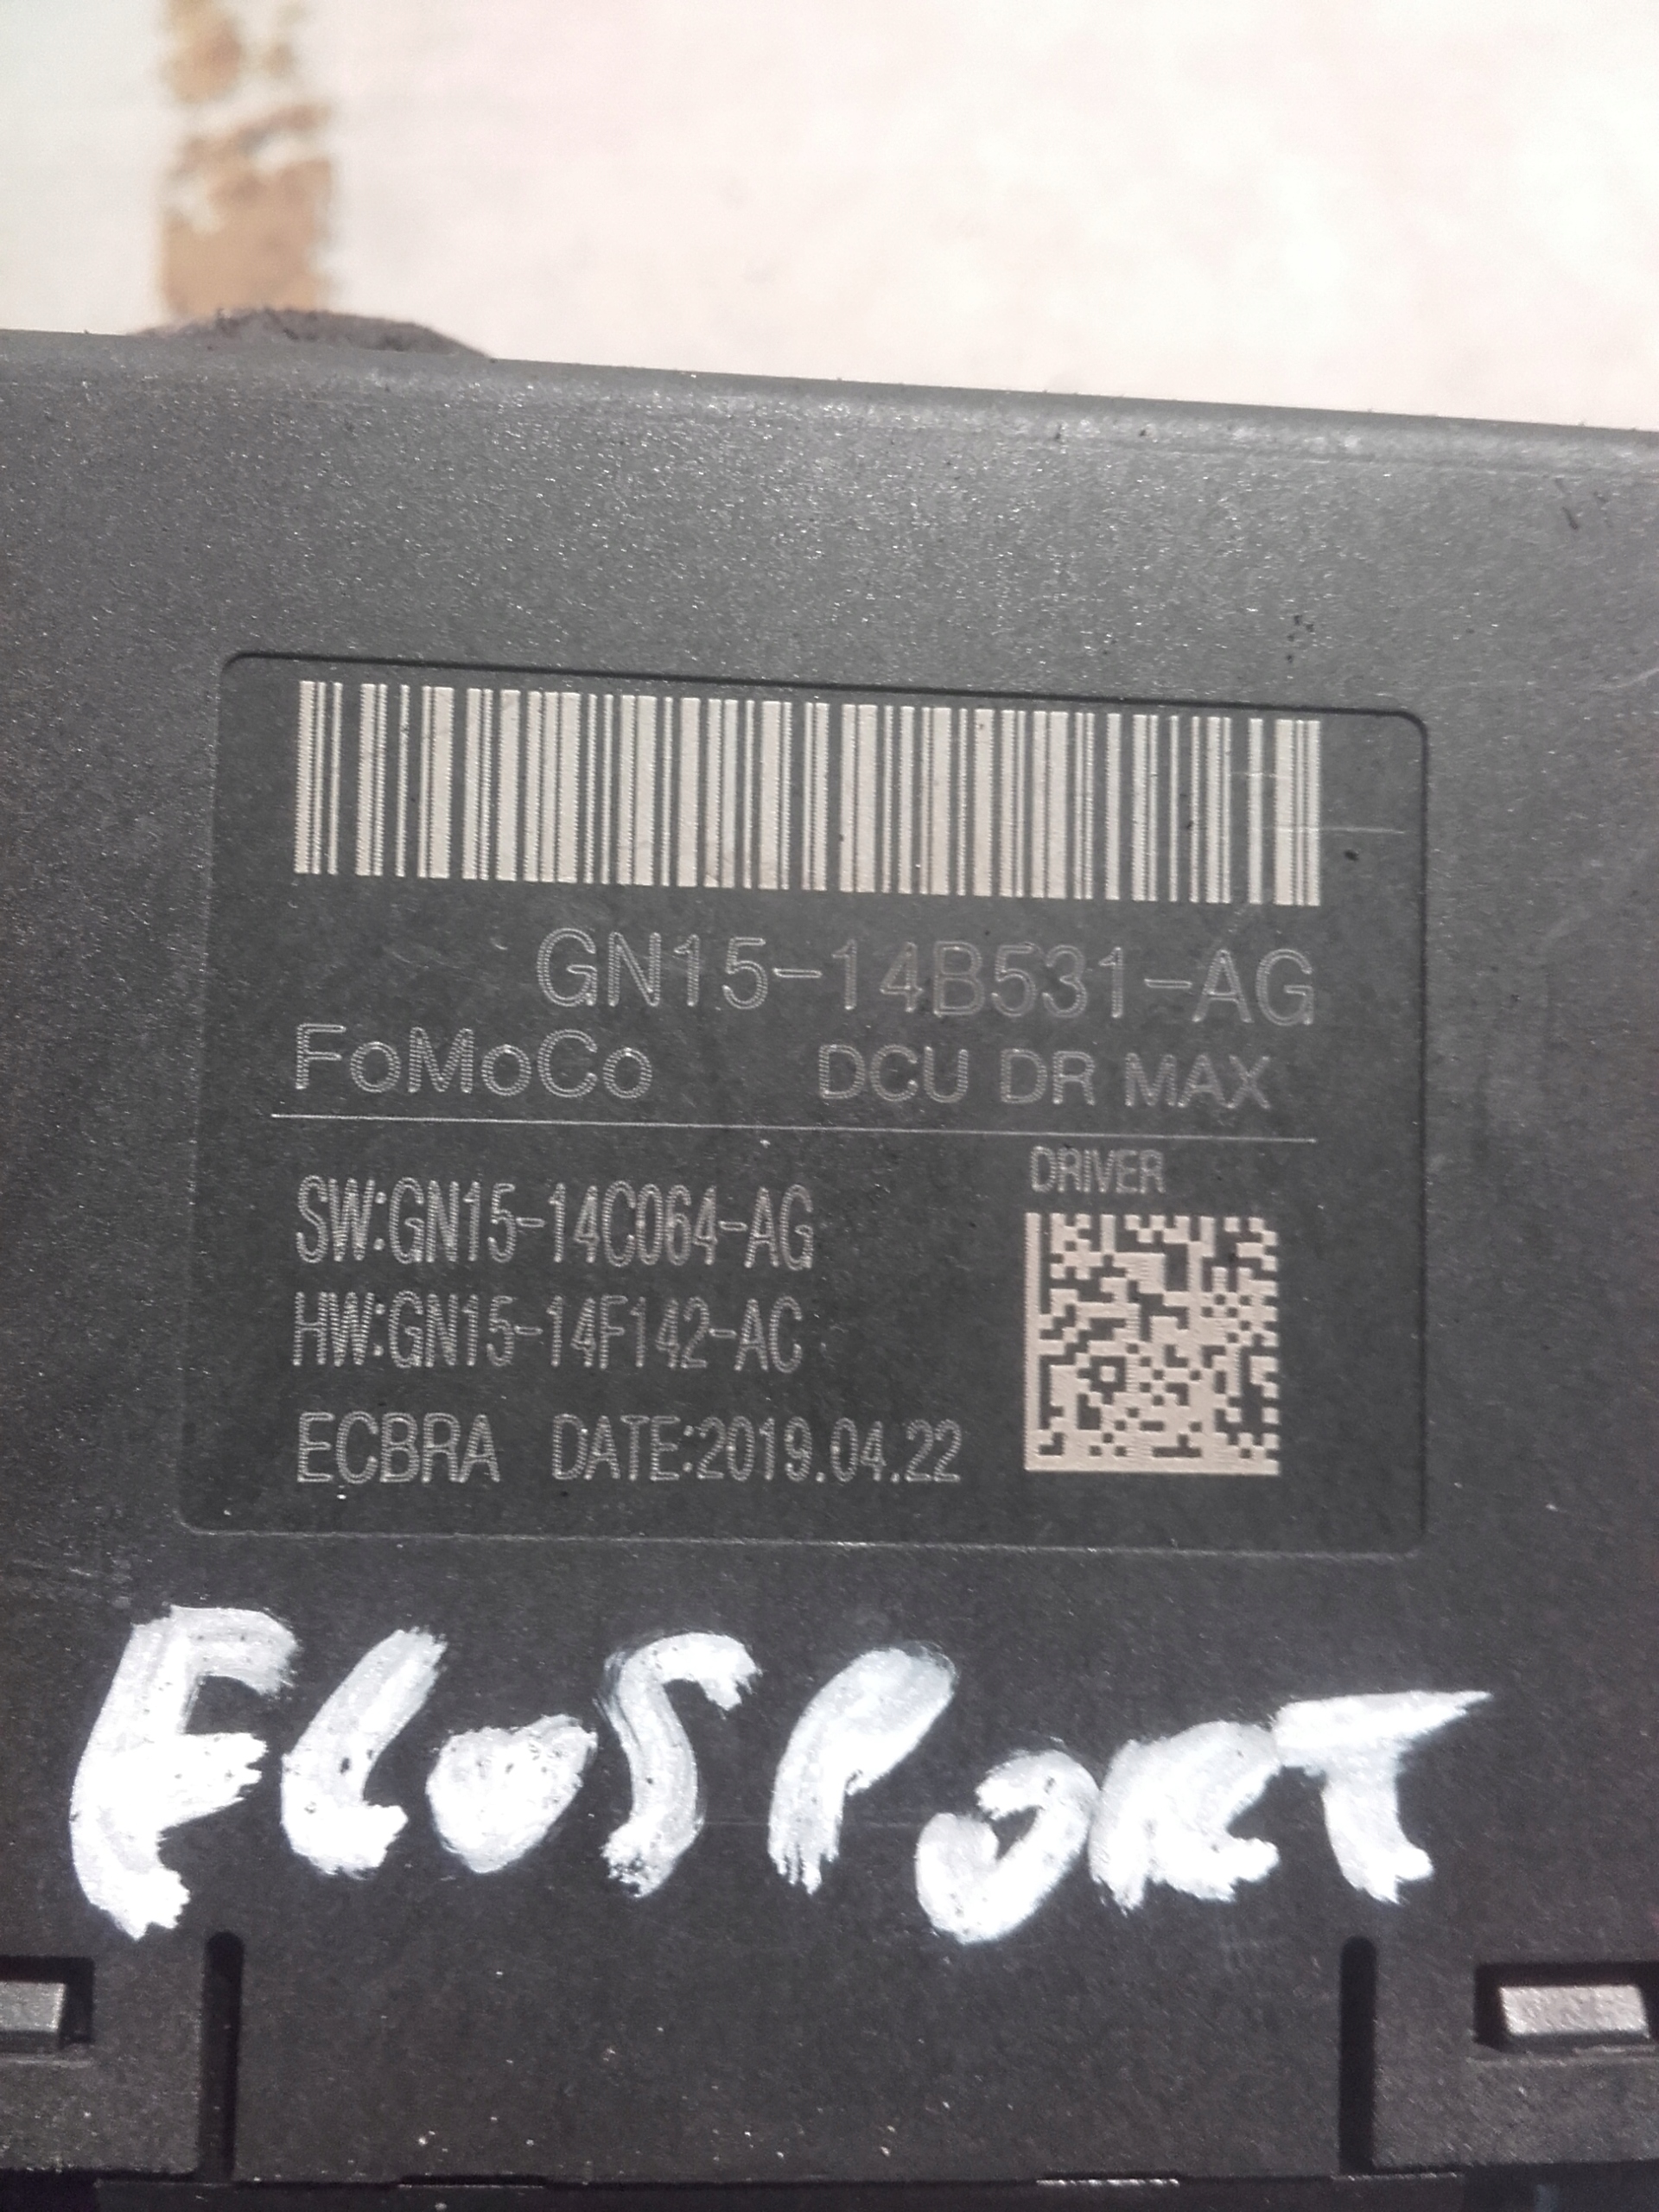 GN15-14B531-AG
FoMoCo DCU DR MAX
DRIVER
SW:GN15-14C064-AG
HW:GN15-14F142-AC
ECBRA DATE:2019.04.22
ECOSPORT